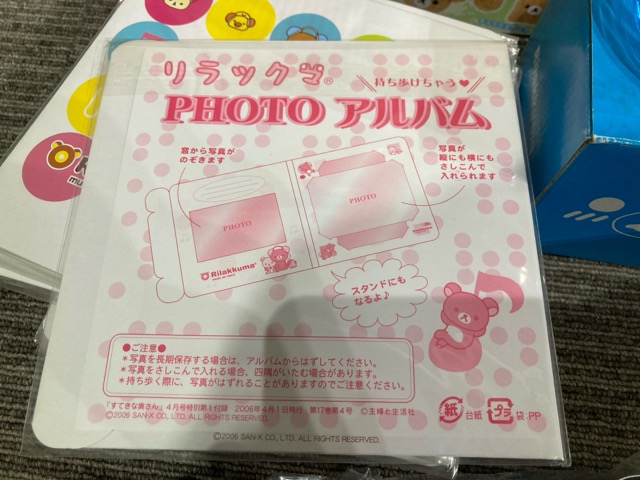 リラックマ®
持ち歩けちゃう♥
PHOTO アルバム
窓から写真が
のぞきます
写真が
縦にも横にも
さしこんで
入れられます
PHOTO
PHOTO
Rilakkuma
スタンドにも
なるよ♪
●ご注意●
*写真を長期保存する場合は、アルバムからはずしてください。
*写真をさしこんで入れる場合、四隅がいたむ場合があります。
*持ち歩く際に、写真がはずれることがありますのでご注意ください。
「すてきな奥さん」4月号特別第1付録 2006年4月1日発行 第17巻第4号 ©主婦と生活社
©2006 SAN-X CO., LTD. ALL RIGHTS RESERVED.
紙 台紙 プラ 袋:PP
©2006 SAN-X CO., LTD. ALL RIGHTS RESERVED.